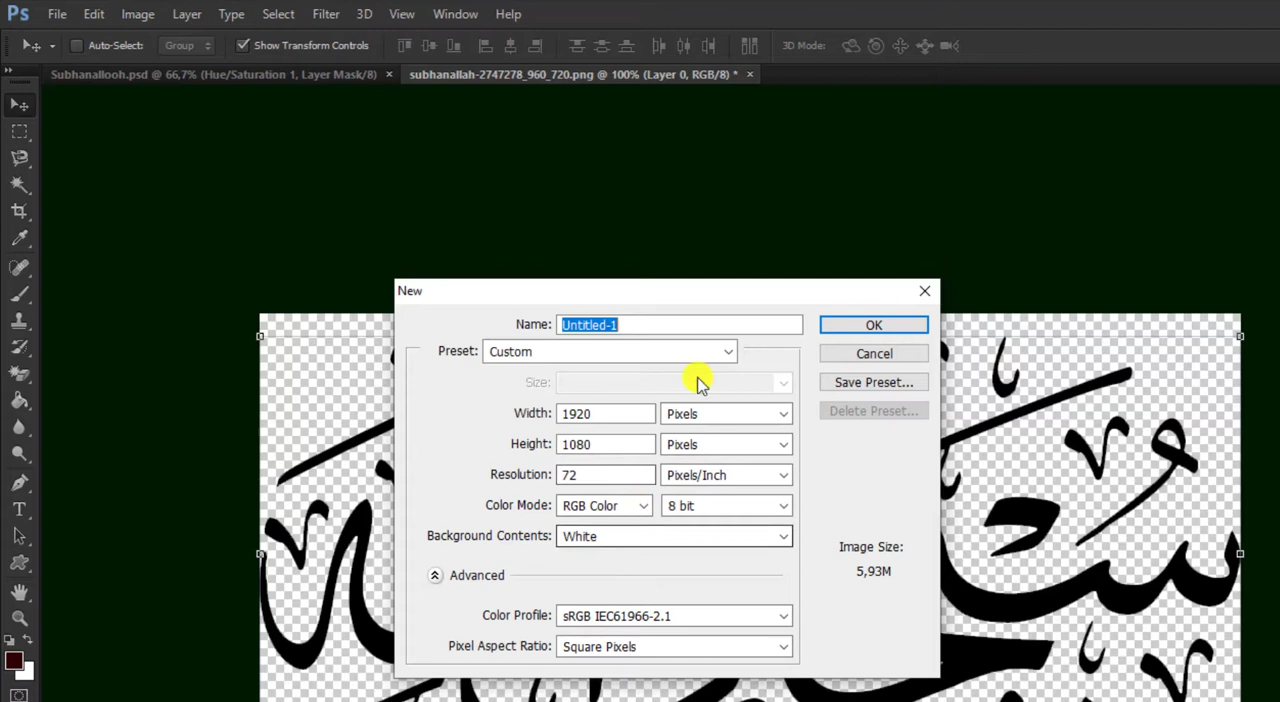 Ps File Edit Image Layer Type Select Filter 3D View Window Help
Auto-Select: Group Show Transform Controls 3D Mode:
Subhanallooh.psd @ 66,7% (Hue/Saturation 1, Layer Mask/8) × subhanallah-2747278_960_720.png @ 100% (Layer 0, RGB/8) * ×
New
Name: Untitled-1 OK
Preset: Custom Cancel
Size: Save Preset...
Width: 1920 Pixels Delete Preset...
Height: 1080 Pixels
Resolution: 72 Pixels/Inch
Color Mode: RGB Color 8 bit
Background Contents: White
Image Size:
5,93M
Advanced
Color Profile: sRGB IEC61966-2.1
Pixel Aspect Ratio: Square Pixels